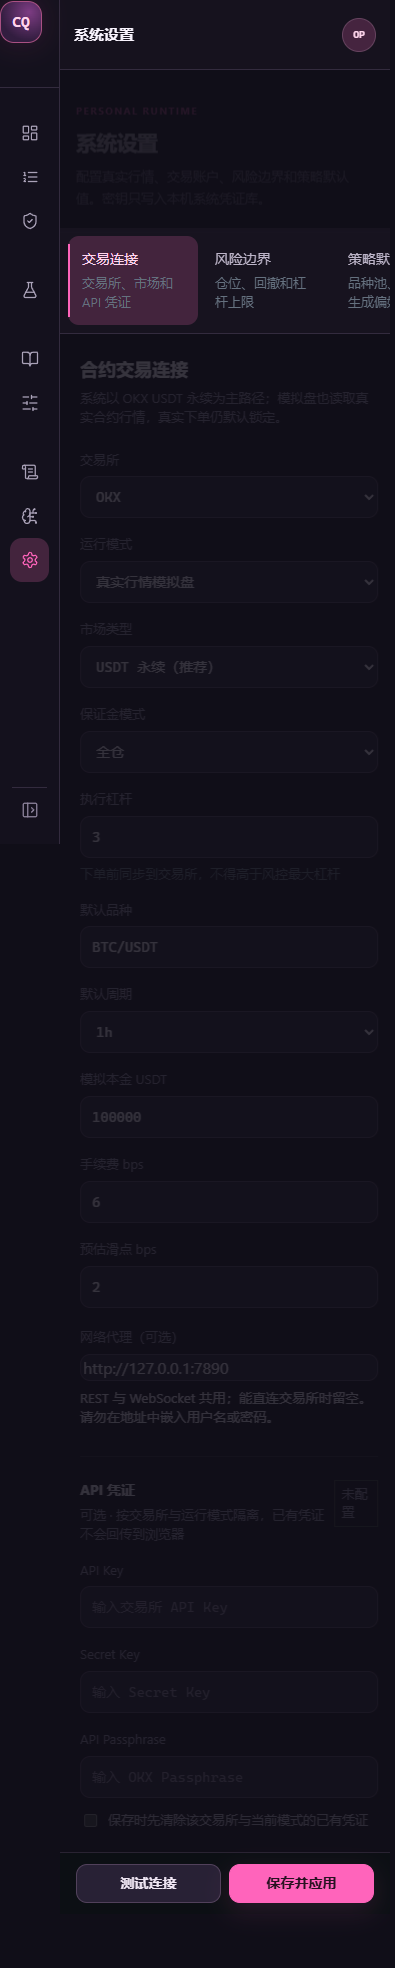 CQ
系统设置
OP
PERSONAL RUNTIME
系统设置
配置真实行情、交易账户、风险边界和策略默认
值。密钥只写入本机系统凭证库。
交易连接
交易所、市场和
API 凭证
风险边界
仓位、回撤和杠
杆上限
策略默
品种池、
生成偏
合约交易连接
系统以 OKX USDT 永续为主路径；模拟盘也读取真
实合约行情，真实下单仍默认锁定。
交易所
OKX
运行模式
真实行情模拟盘
市场类型
USDT 永续（推荐）
保证金模式
全仓
执行杠杆
3
下单前同步到交易所，不得高于风控最大杠杆
默认品种
BTC/USDT
默认周期
1h
模拟本金 USDT
100000
手续费 bps
6
预估滑点 bps
2
网络代理（可选）
http://127.0.0.1:7890
REST 与 WebSocket 共用；能直连交易所时留空。
请勿在地址中嵌入用户名或密码。
API 凭证
可选 · 按交易所与运行模式隔离，已有凭证
不会回传到浏览器
未配
置
API Key
输入交易所 API Key
Secret Key
输入 Secret Key
API Passphrase
输入 OKX Passphrase
保存时先清除该交易所与当前模式的已有凭证
测试连接
保存并应用